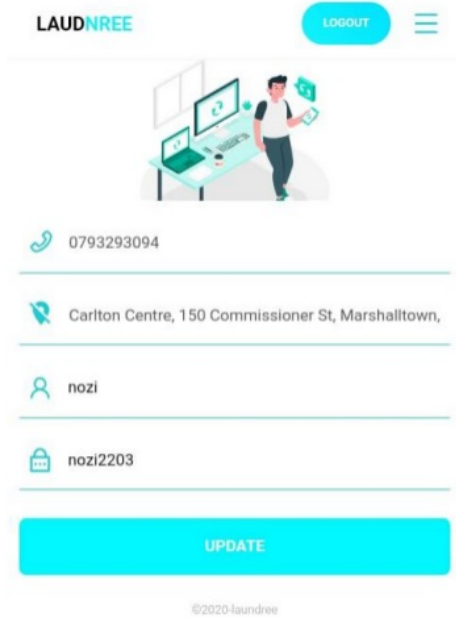 LAUDNREE
LOGOUT
0793293094
Carlton Centre, 150 Commissioner St, Marshalltown,
nozi
nozi2203
UPDATE
©2020-laundree